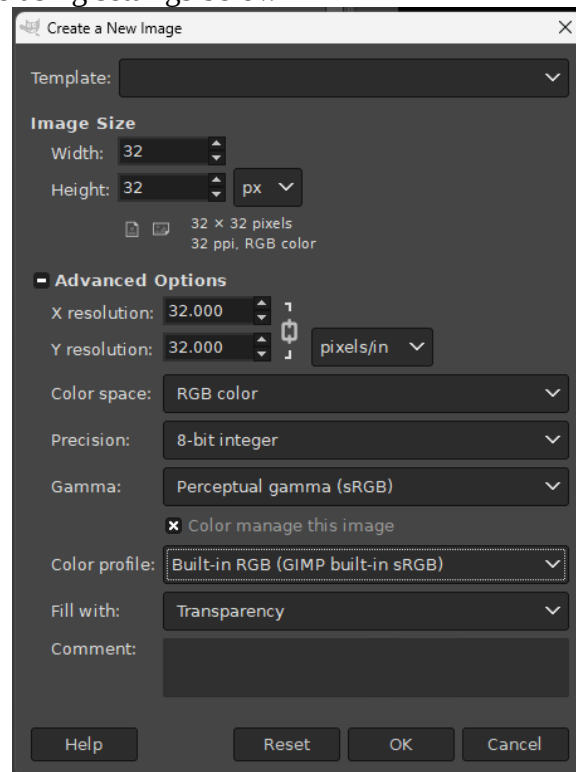 Create a New Image
Template:
Image Size
Width: 32
Height: 32 px
32 × 32 pixels
32 ppi, RGB color
Advanced Options
X resolution: 32.000
Y resolution: 32.000 pixels/in
Color space: RGB color
Precision: 8-bit integer
Gamma: Perceptual gamma (sRGB)
Color manage this image
Color profile: Built-in RGB (GIMP built-in sRGB)
Fill with: Transparency
Comment:
Help Reset OK Cancel